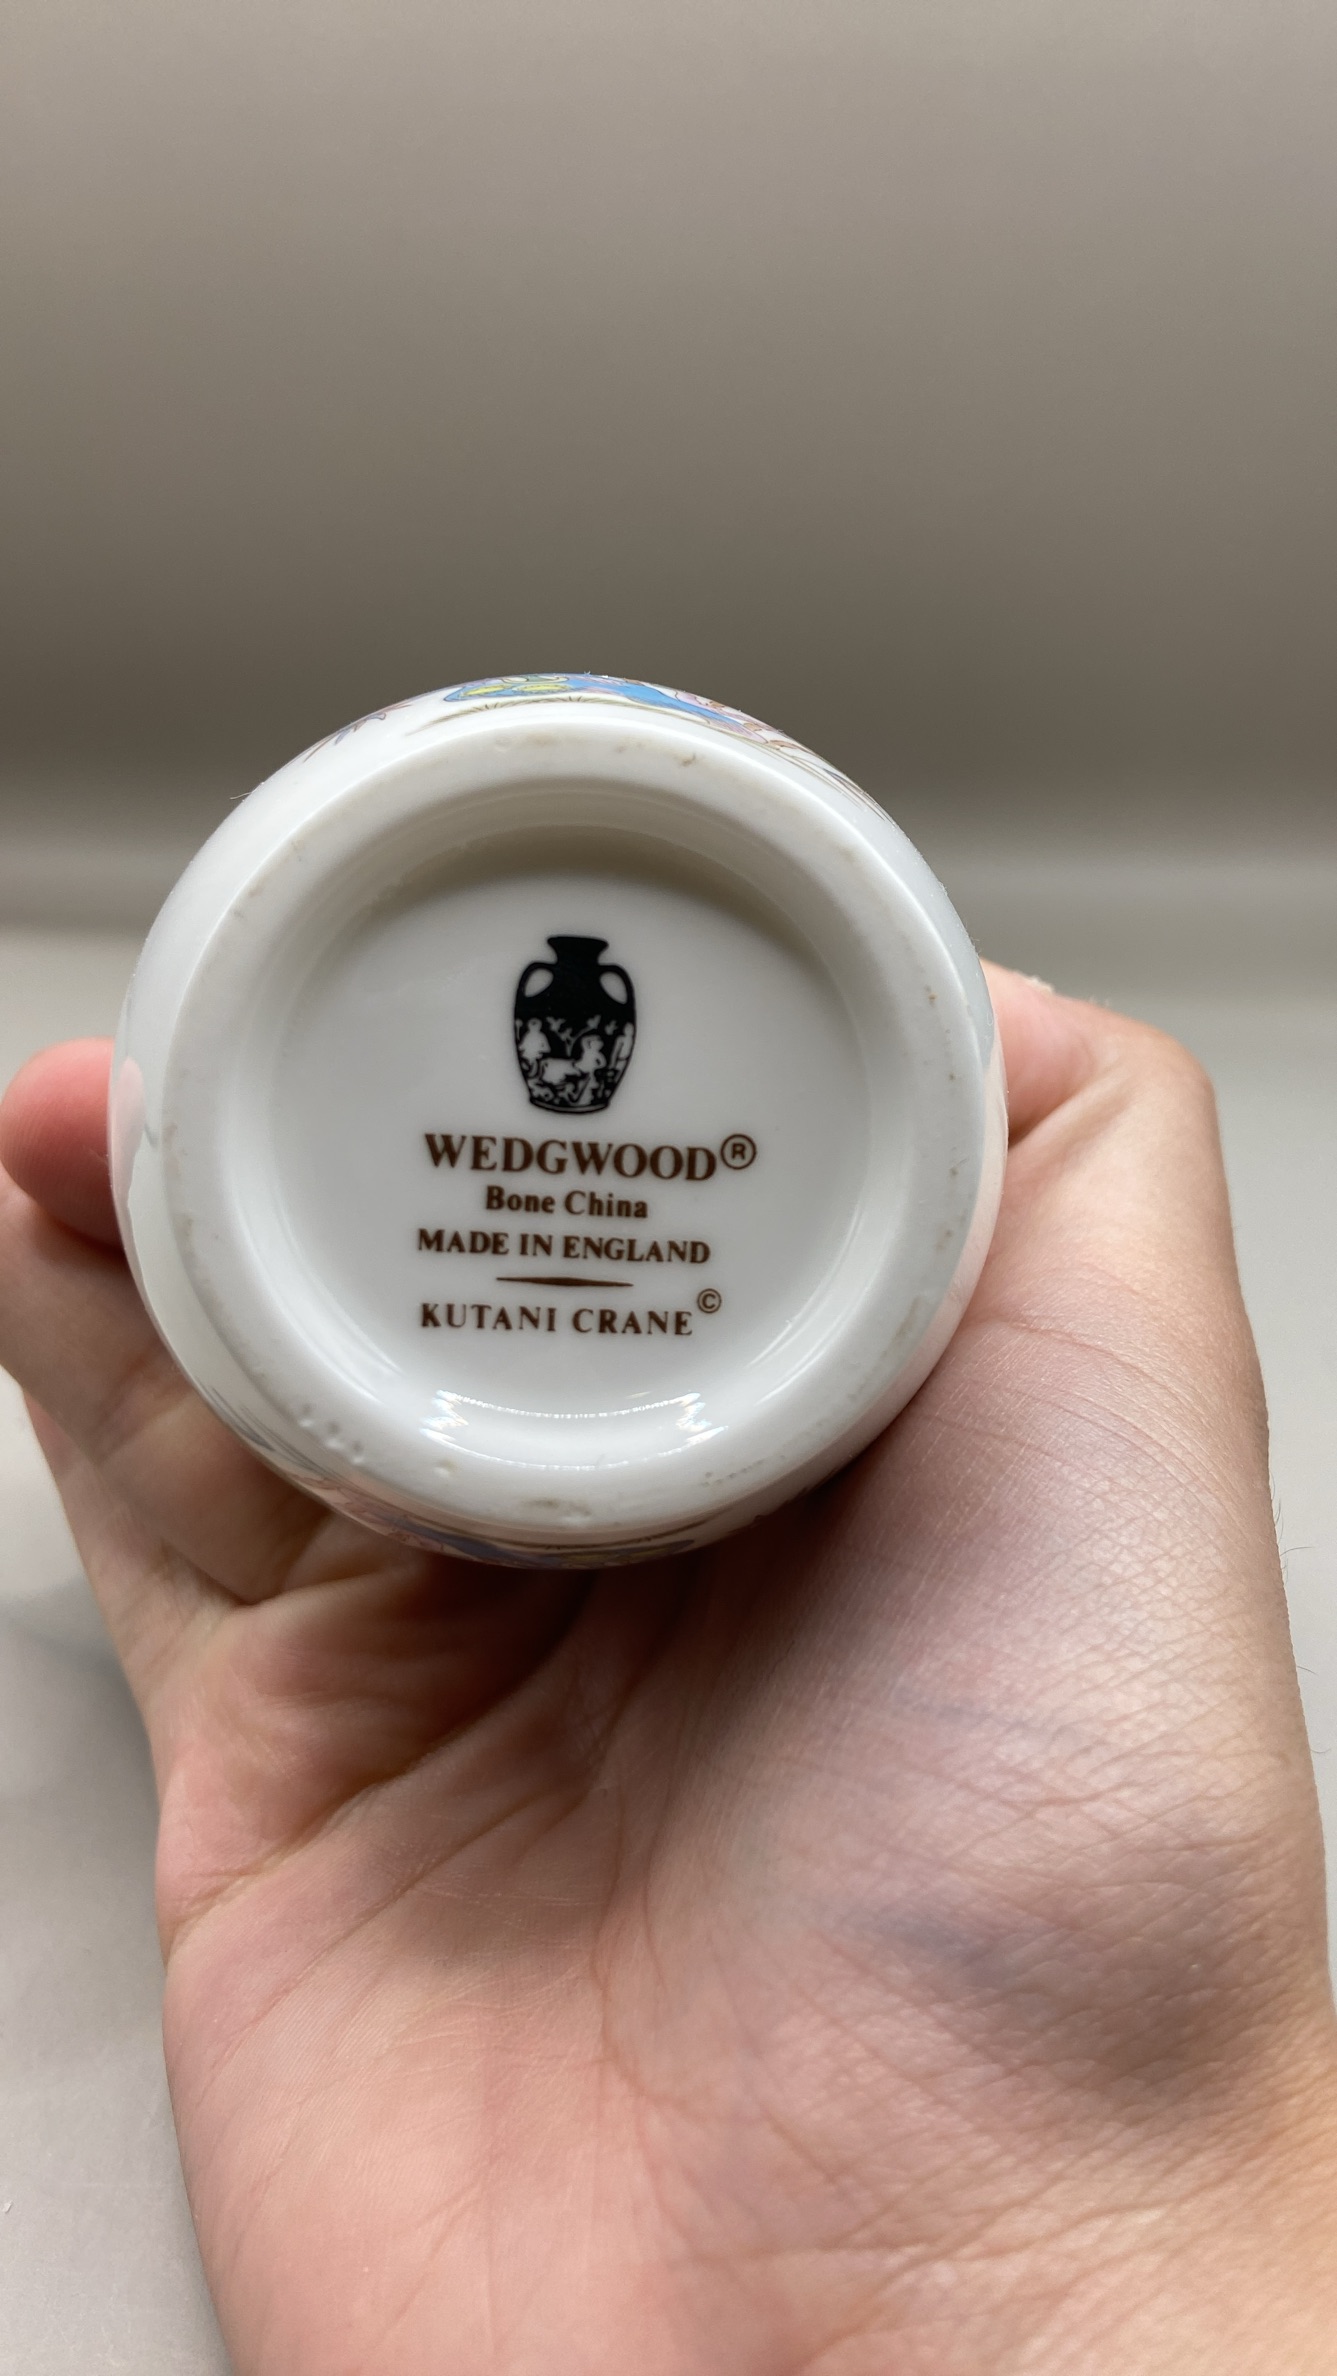 WEDGWOOD®
Bone China
MADE IN ENGLAND
KUTANI CRANE©